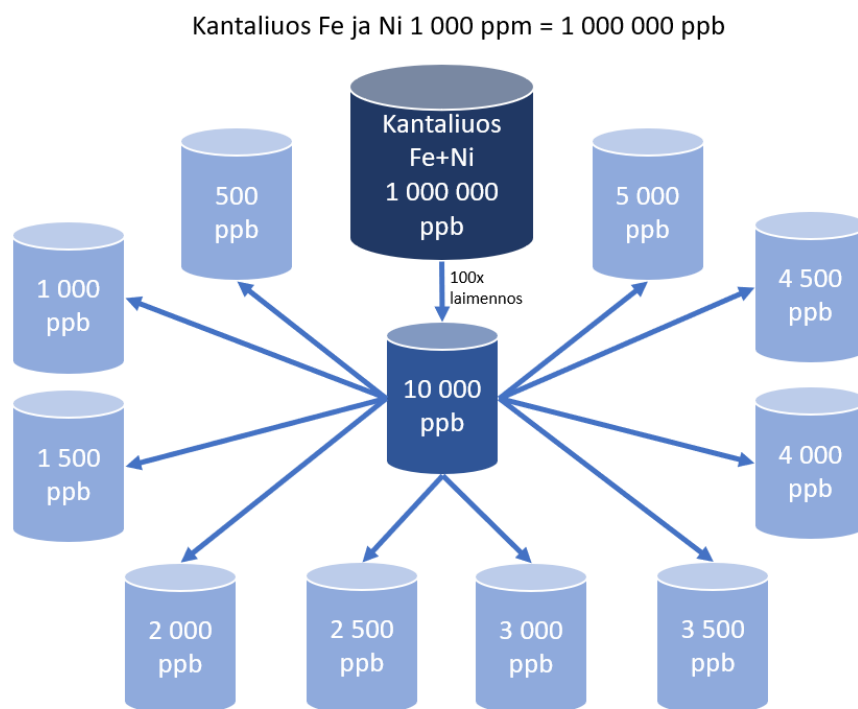 Kantaliuos Fe ja Ni 1 000 ppm = 1 000 000 ppb
Kantaliuos
Fe+Ni
1 000 000
ppb
100x
laimennos
10 000
ppb
500
ppb
1 000
ppb
1 500
ppb
2 000
ppb
2 500
ppb
3 000
ppb
3 500
ppb
4 000
ppb
4 500
ppb
5 000
ppb